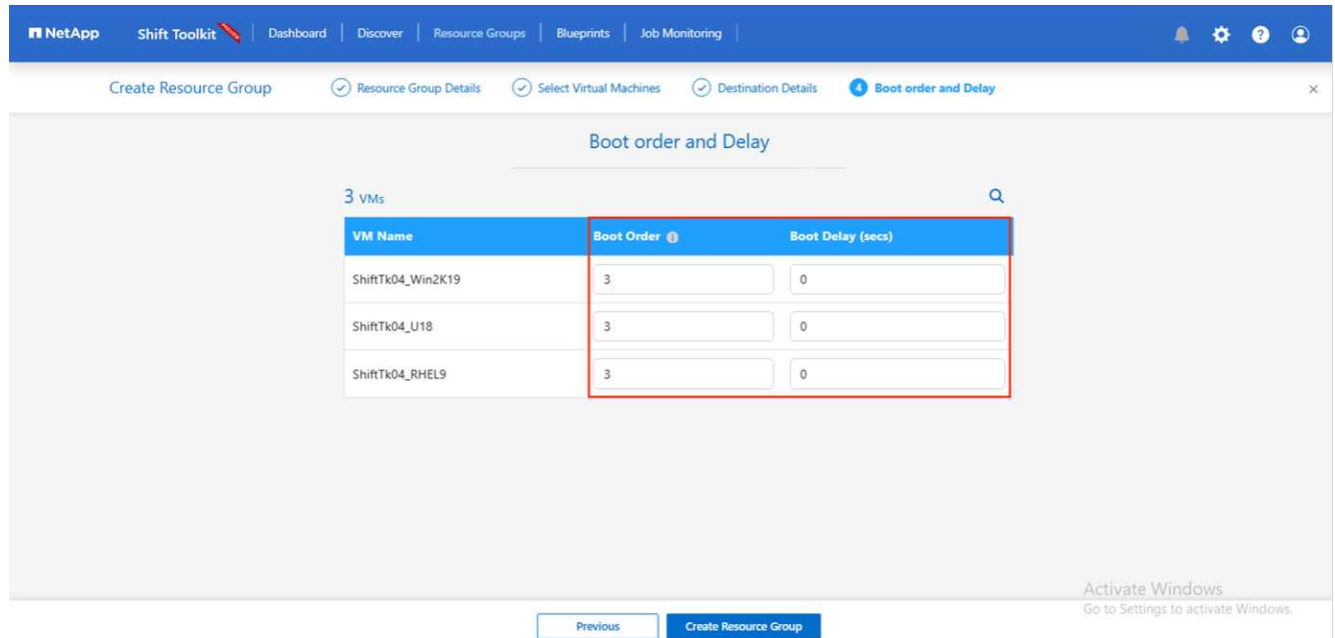 NetApp Shift Toolkit Dashboard Discover Resource Groups Blueprints Job Monitoring
Create Resource Group Resource Group Details Select Virtual Machines Destination Details 4 Boot order and Delay
Boot order and Delay
3 VMs
VM Name Boot Order Boot Delay (secs)
ShiftTk04_Win2K19 3 0
ShiftTk04_U18 3 0
ShiftTk04_RHEL9 3 0
Activate Windows
Go to Settings to activate Windows.
Previous Create Resource Group